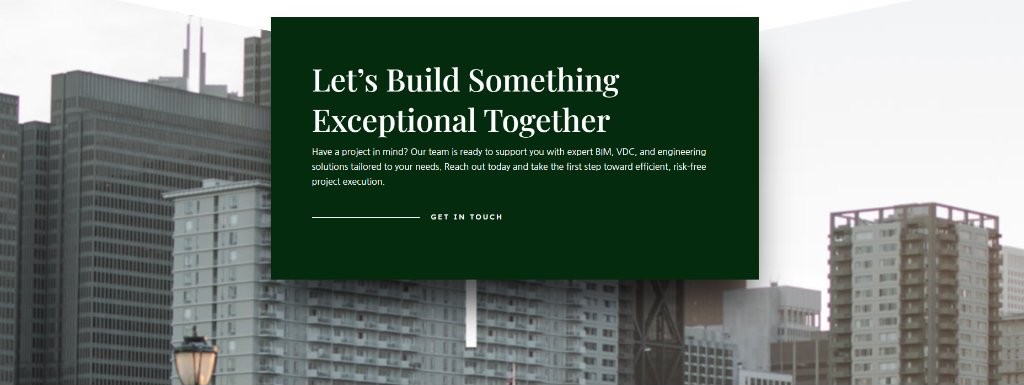 Let’s Build Something
Exceptional Together
Have a project in mind? Our team is ready to support you with expert BIM, VDC, and engineering
solutions tailored to your needs. Reach out today and take the first step toward efficient, risk-free
project execution.
GET IN TOUCH